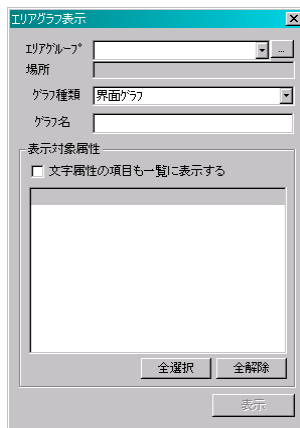 エリアグラフ表示
ｴﾘｱｸﾞﾙｰﾌﾟ
...
場所
ｸﾞﾗﾌ種類 界面ｸﾞﾗﾌ
ｸﾞﾗﾌ名
表示対象属性
文字属性の項目も一覧に表示する
全選択 全解除
表示